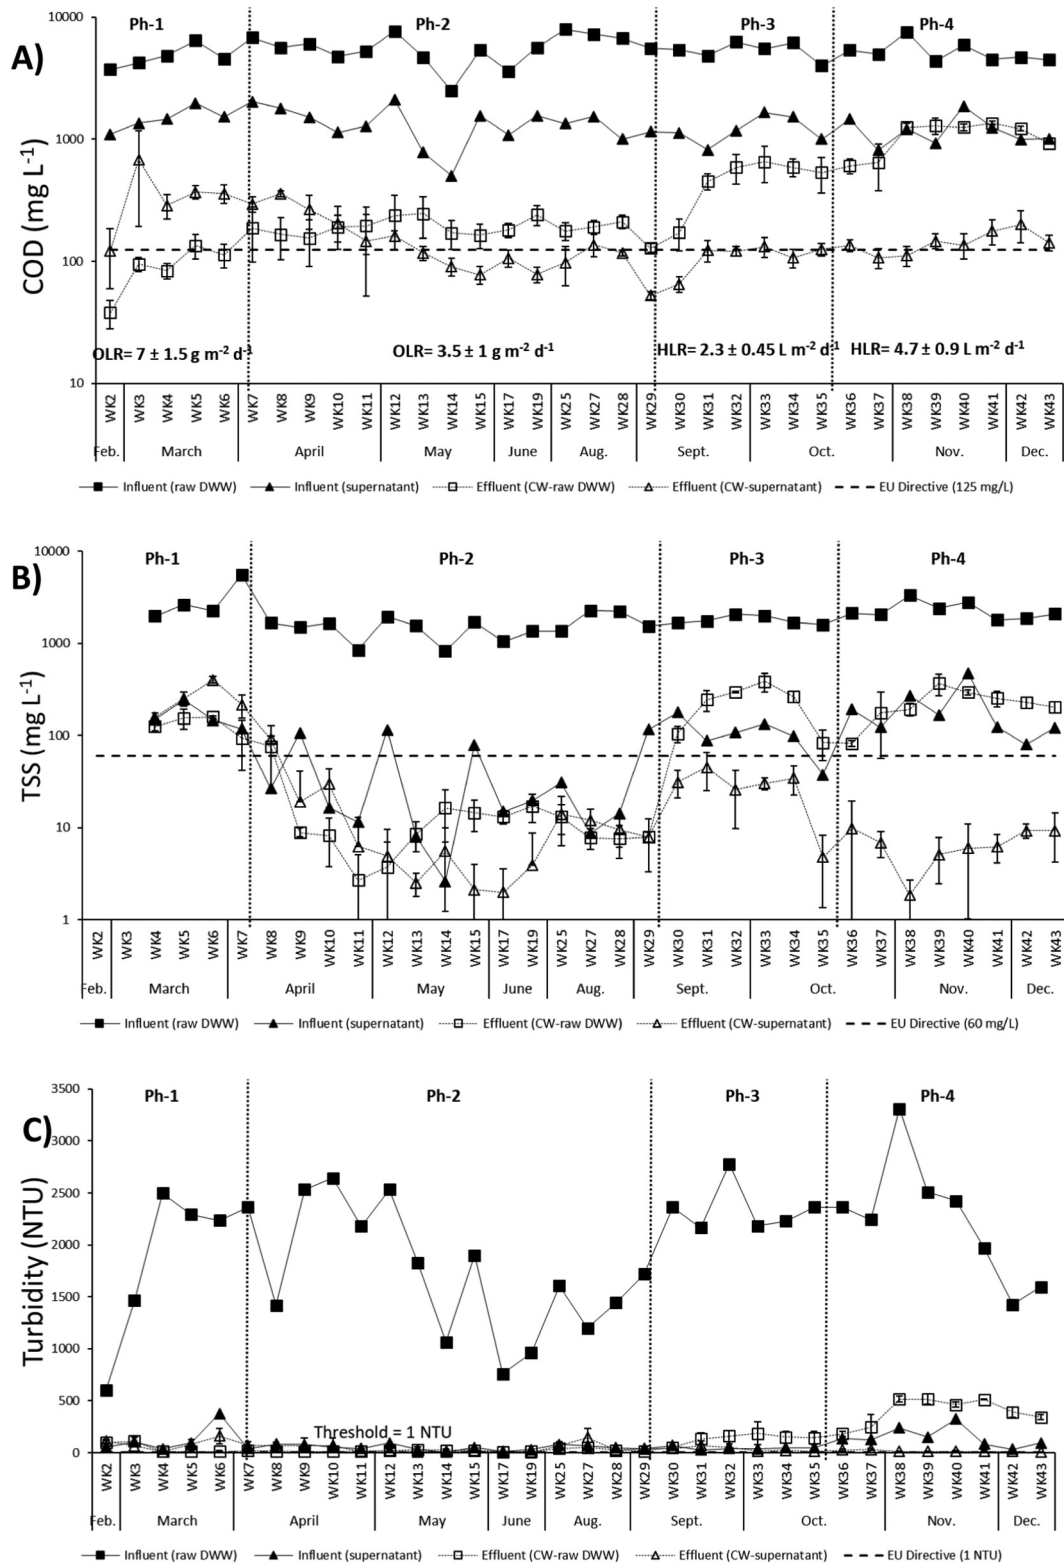 A)
Ph-1 Ph-2 Ph-3 Ph-4
COD (mg L-1)
10000
1000
100
10
OLR= 7 ± 1.5 g m-2 d-1 OLR= 3.5 ± 1 g m-2 d-1 HLR= 2.3 ± 0.45 L m-2 d-1 HLR= 4.7 ± 0.9 L m-2 d-1
WK2 WK3 WK4 WK5 WK6 WK7 WK8 WK9 WK10 WK11 WK12 WK13 WK14 WK15 WK17 WK19 WK25 WK27 WK28 WK29 WK30 WK31 WK32 WK33 WK34 WK35 WK36 WK37 WK38 WK39 WK40 WK41 WK42 WK43
Feb. March April May June Aug. Sept. Oct. Nov. Dec.
Influent (raw DWW) Influent (supernatant) Effluent (CW-raw DWW) Effluent (CW-supernatant) EU Directive (125 mg/L)
B)
Ph-1 Ph-2 Ph-3 Ph-4
TSS (mg L-1)
10000
1000
100
10
1
WK2 WK3 WK4 WK5 WK6 WK7 WK8 WK9 WK10 WK11 WK12 WK13 WK14 WK15 WK17 WK19 WK25 WK27 WK28 WK29 WK30 WK31 WK32 WK33 WK34 WK35 WK36 WK37 WK38 WK39 WK40 WK41 WK42 WK43
Feb. March April May June Aug. Sept. Oct. Nov. Dec.
Influent (raw DWW) Influent (supernatant) Effluent (CW-raw DWW) Effluent (CW-supernatant) EU Directive (60 mg/L)
C)
Ph-1 Ph-2 Ph-3 Ph-4
Turbidity (NTU)
3500
3000
2500
2000
1500
1000
500
0
Threshold = 1 NTU
WK2 WK3 WK4 WK5 WK6 WK7 WK8 WK9 WK10 WK11 WK12 WK13 WK14 WK15 WK17 WK19 WK25 WK27 WK28 WK29 WK30 WK31 WK32 WK33 WK34 WK35 WK36 WK37 WK38 WK39 WK40 WK41 WK42 WK43
Feb. March April May June Aug. Sept. Oct. Nov. Dec.
Influent (raw DWW) Influent (supernatant) Effluent (CW-raw DWW) Effluent (CW-supernatant) EU Directive (1 NTU)